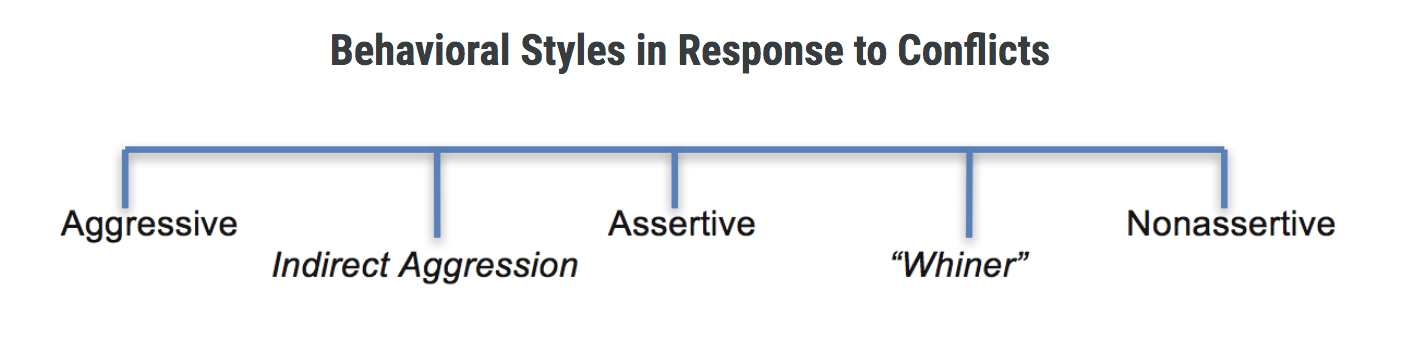 Behavioral Styles in Response to Conflicts
Aggressive
Indirect Aggression
Assertive
“Whiner”
Nonassertive